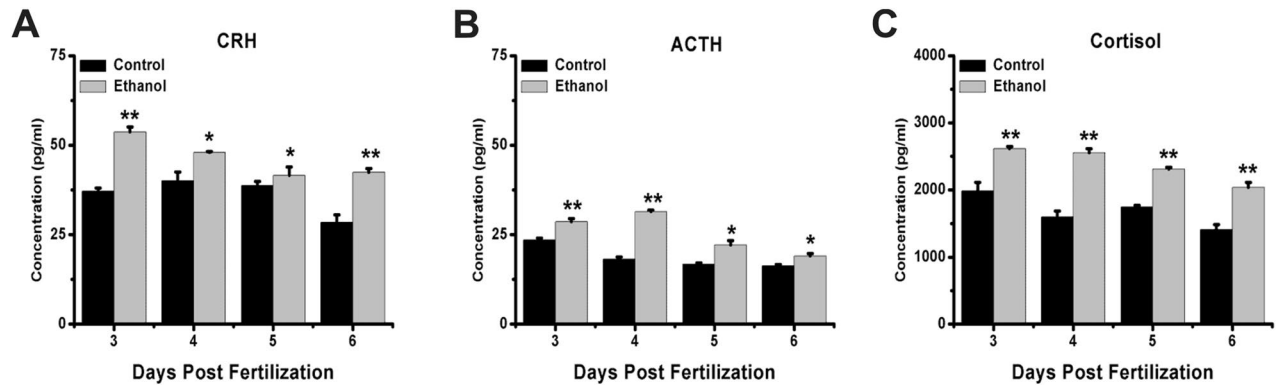 A
CRH
Control
Ethanol
Concentration (pg/ml)
75
50
25
0
** * * **
3 4 5 6
Days Post Fertilization
B
ACTH
Control
Ethanol
Concentration (pg/ml)
75
50
25
0
** ** * *
3 4 5 6
Days Post Fertilization
C
Cortisol
Control
Ethanol
Concentration (pg/ml)
4000
3000
2000
1000
0
** ** ** **
3 4 5 6
Days Post Fertilization